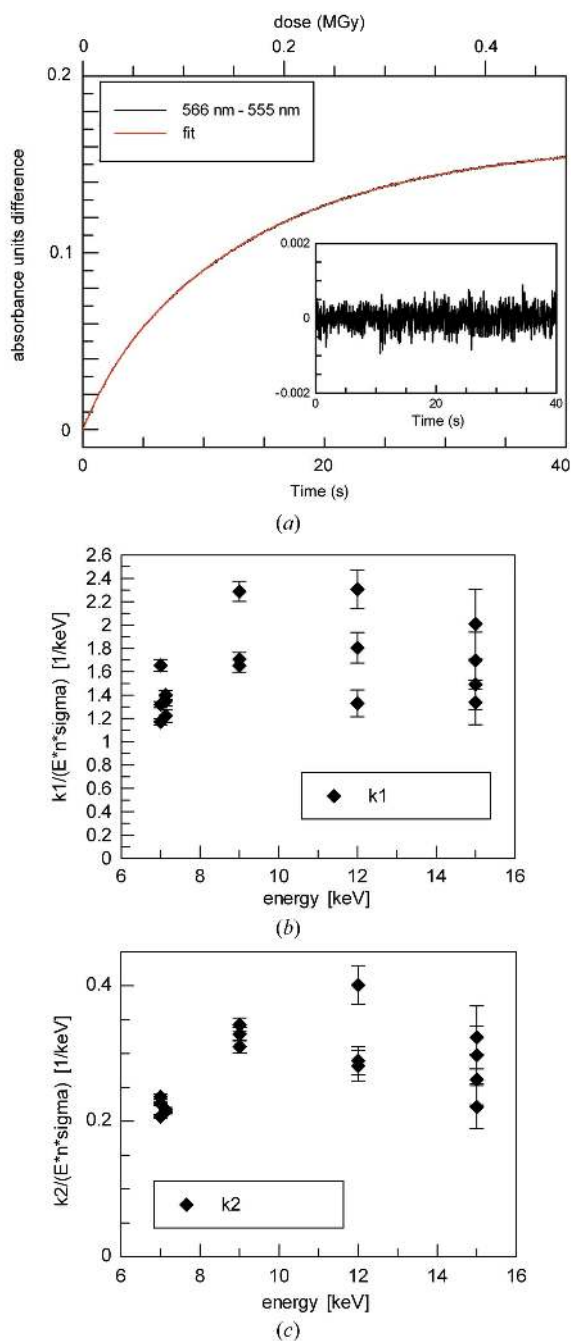 dose (MGy)
0 0.2 0.4
0.2
566 nm - 555 nm
fit
absorbance units difference
0.1
0.002
0
-0.002
0 20 40
Time (s)
0
0 20 40
Time (s)
(a)
2.6
2.4
2.2
2
1.8
1.6
1.4
1.2
1
0.8
0.6
0.4
0.2
0
k1/(E*n*sigma) [1/keV]
k1
6 8 10 12 14 16
energy [keV]
(b)
0.4
0.2
0
k2/(E*n*sigma) [1/keV]
k2
6 8 10 12 14 16
energy [keV]
(c)